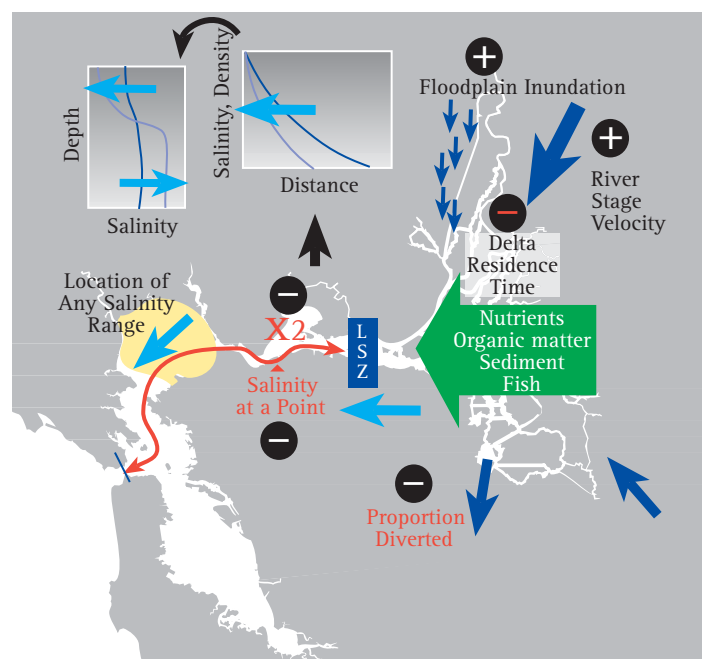 +
Floodplain Inundation
Depth
Salinity
Salinity, Density
Distance
+
River
Stage
Velocity
−
Delta
Residence
Time
Location of
Any Salinity
Range
−
X2
L
S
Z
Salinity
at a Point
−
Nutrients
Organic matter
Sediment
Fish
−
Proportion
Diverted